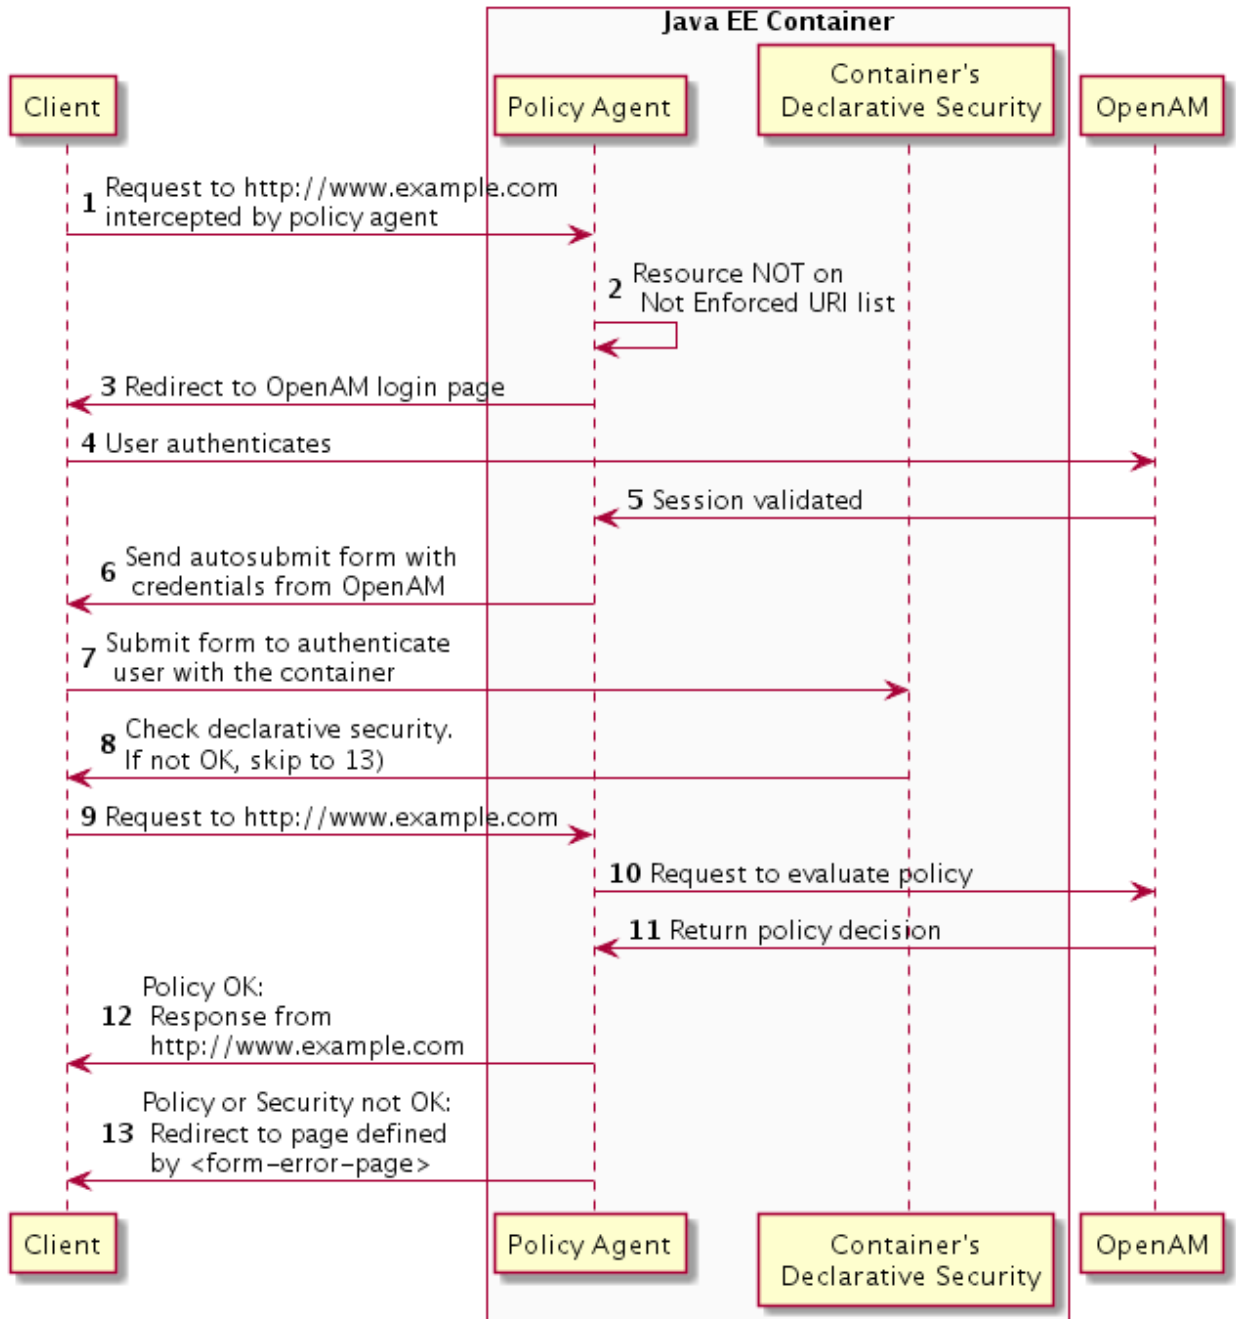 Java EE Container
Client
Policy Agent
Container's
Declarative Security
OpenAM
1 Request to http://www.example.com
intercepted by policy agent
2 Resource NOT on
Not Enforced URI list
3 Redirect to OpenAM login page
4 User authenticates
5 Session validated
6 Send autosubmit form with
credentials from OpenAM
7 Submit form to authenticate
user with the container
8 Check declarative security.
If not OK, skip to 13)
9 Request to http://www.example.com
10 Request to evaluate policy
11 Return policy decision
Policy OK:
12 Response from
http://www.example.com
Policy or Security not OK:
13 Redirect to page defined
by <form-error-page>
Client
Policy Agent
Container's
Declarative Security
OpenAM